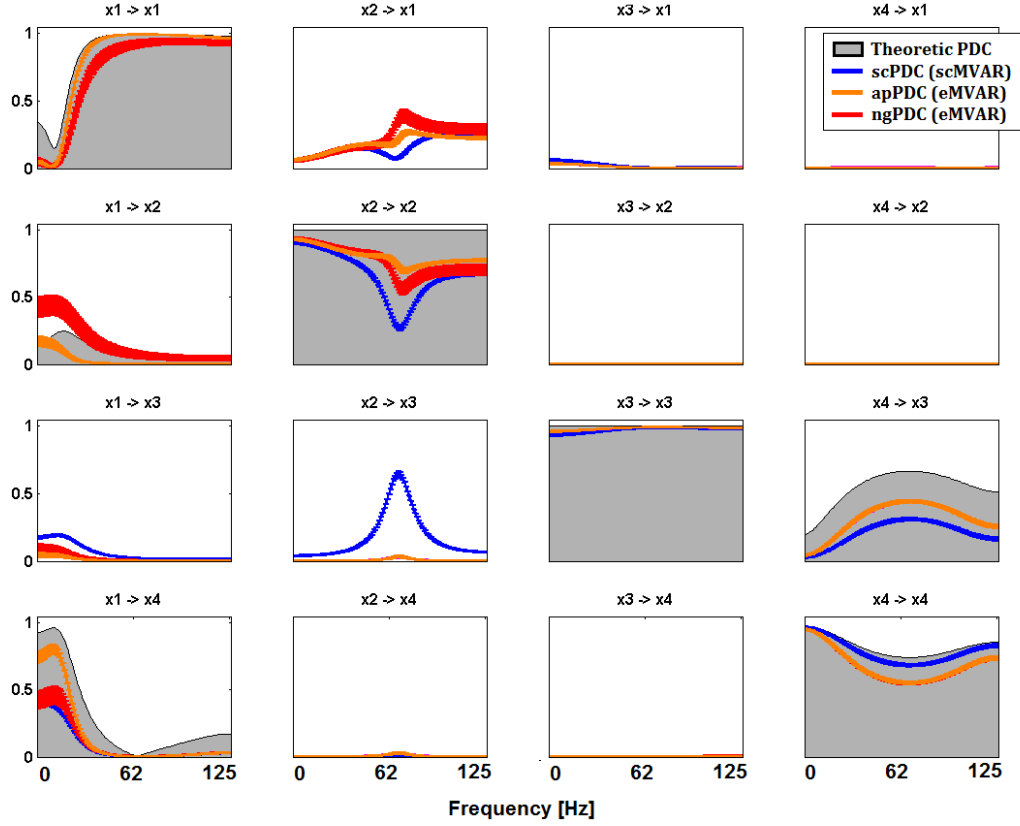 x1 -> x1 x2 -> x1 x3 -> x1 x4 -> x1
1
0.5
0
Theoretic PDC
scPDC (scMVAR)
apPDC (eMVAR)
ngPDC (eMVAR)
x1 -> x2 x2 -> x2 x3 -> x2 x4 -> x2
1
0.5
0
x1 -> x3 x2 -> x3 x3 -> x3 x4 -> x3
1
0.5
0
x1 -> x4 x2 -> x4 x3 -> x4 x4 -> x4
1
0.5
0
0 62 125 0 62 125 0 62 125 0 62 125
Frequency [Hz]